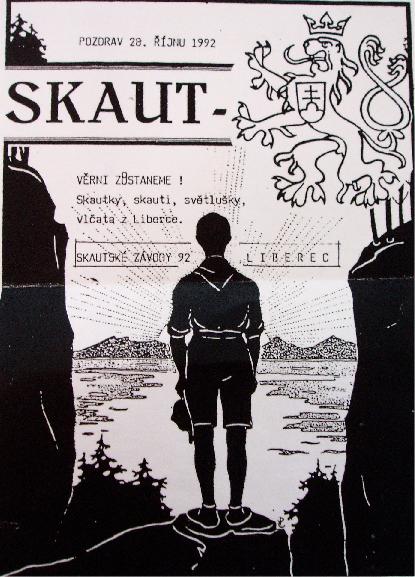 POZDRAV 28. ŘÍJNU 1992
SKAUT-
VĚRNI ZŮSTANEME !
Skautky, skauti, světlušky,
vlčata z Liberce.
SKAUTSKÉ ZÁVODY 92 LIBEREC